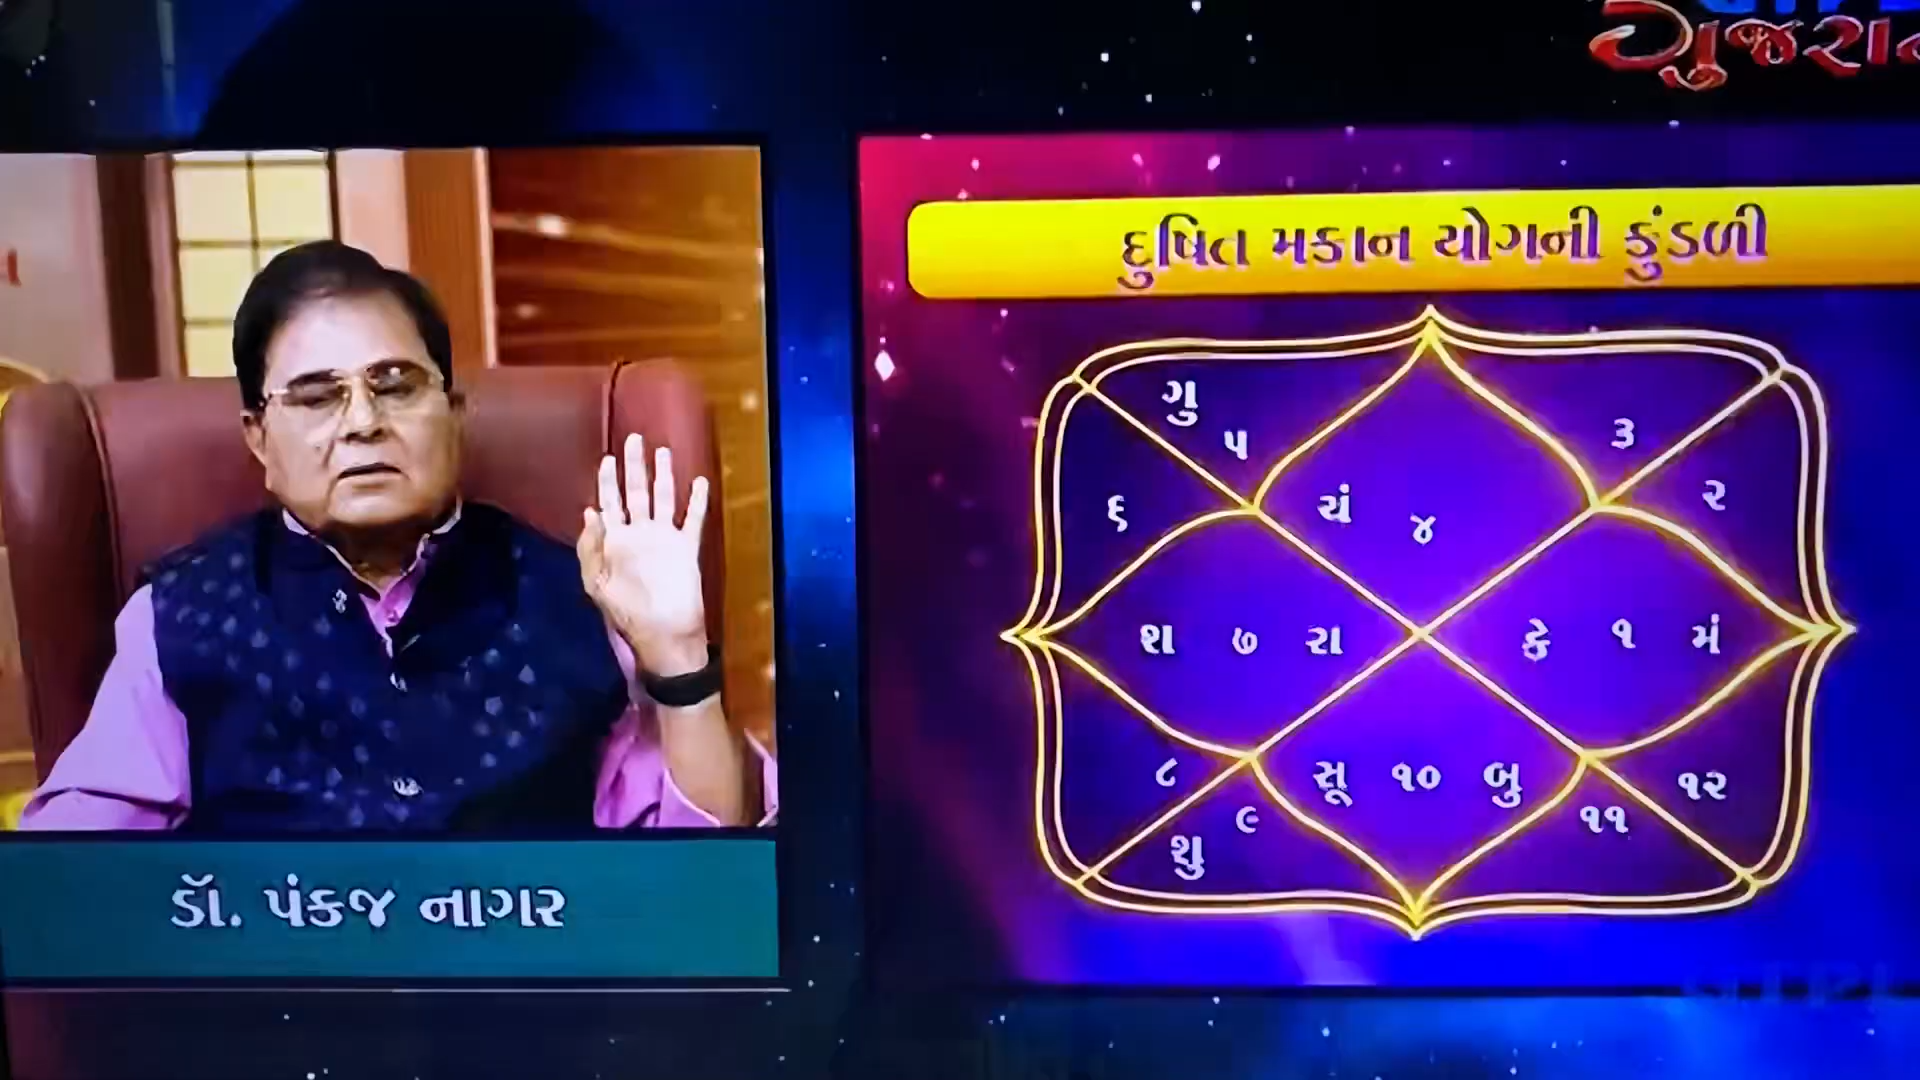 દુષિત મકાન યોગની કુંડળી
ગુ
૫
૩
૬
ચં
૪
૨
શ ૭ રા
કે ૧ મં
૮
સૂ ૧૦ બુ
૧૨
૯
૧૧
શુ
ડૉ. પંકજ નાગર